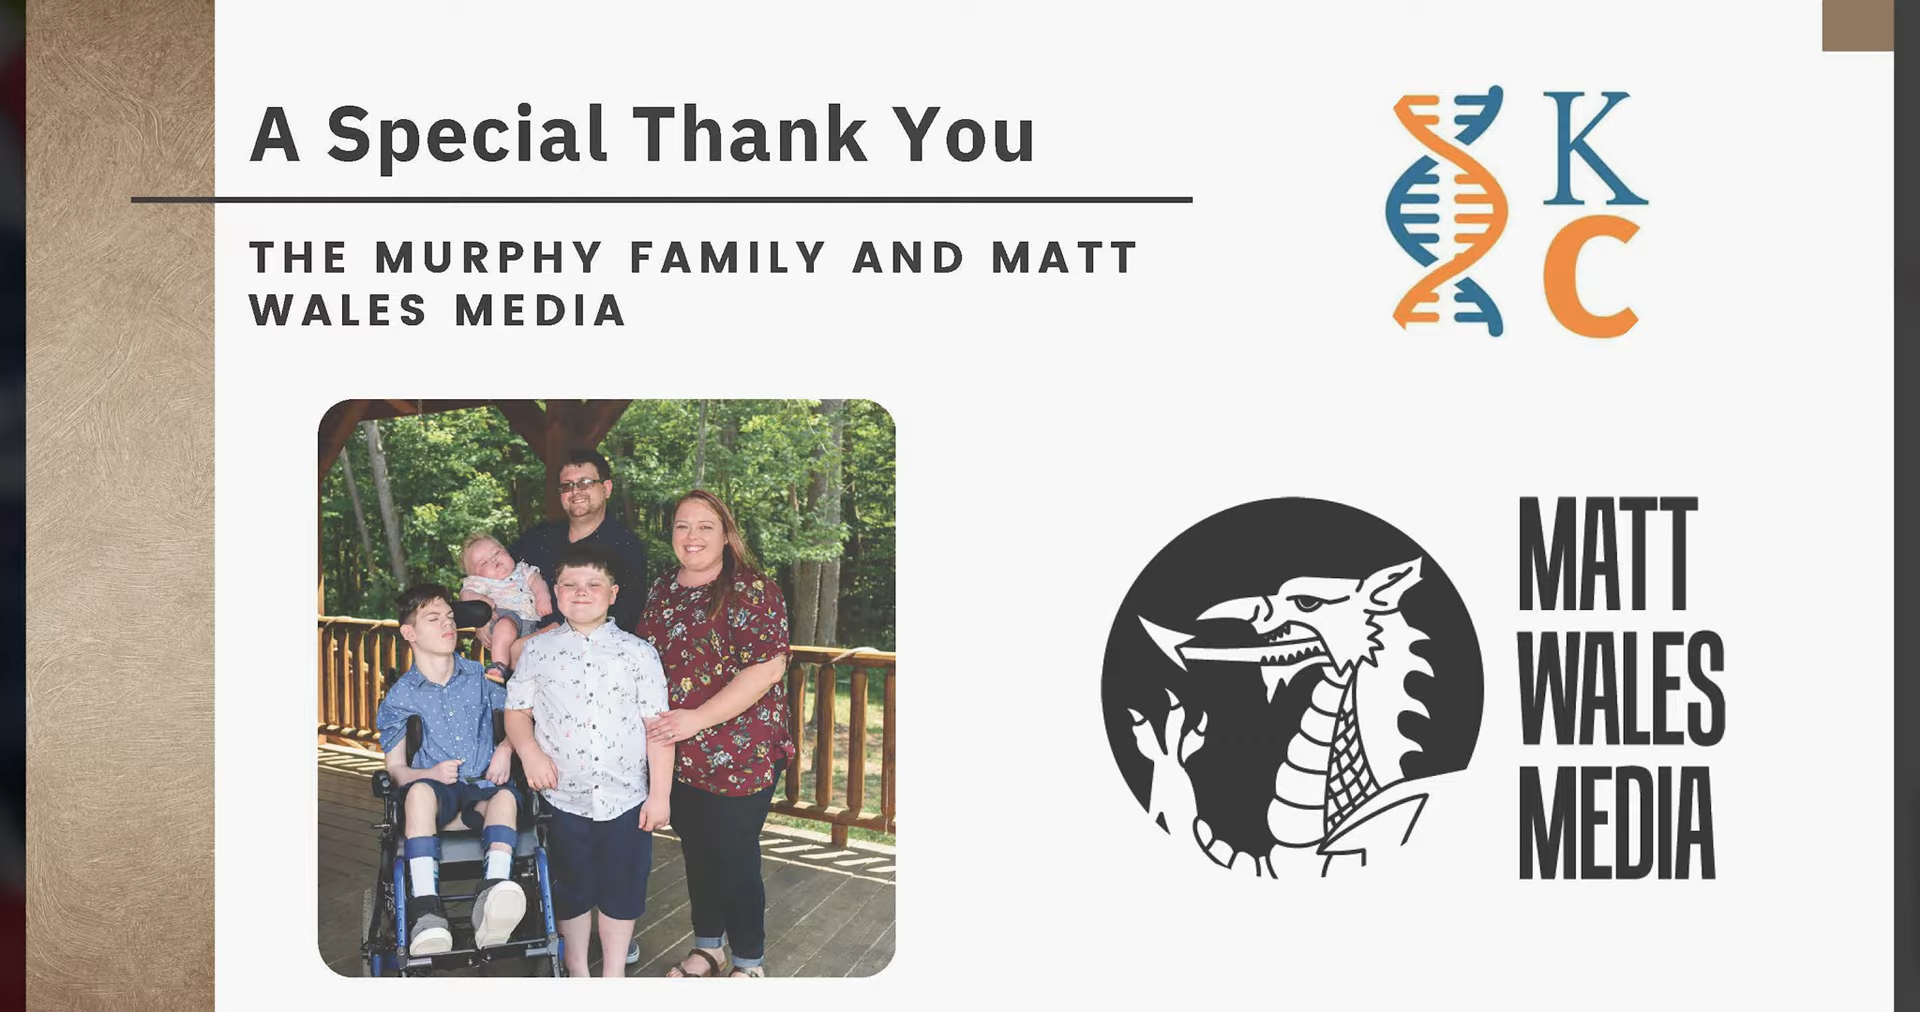 A Special Thank You
THE MURPHY FAMILY AND MATT
WALES MEDIA
K
C
MATT
WALES
MEDIA